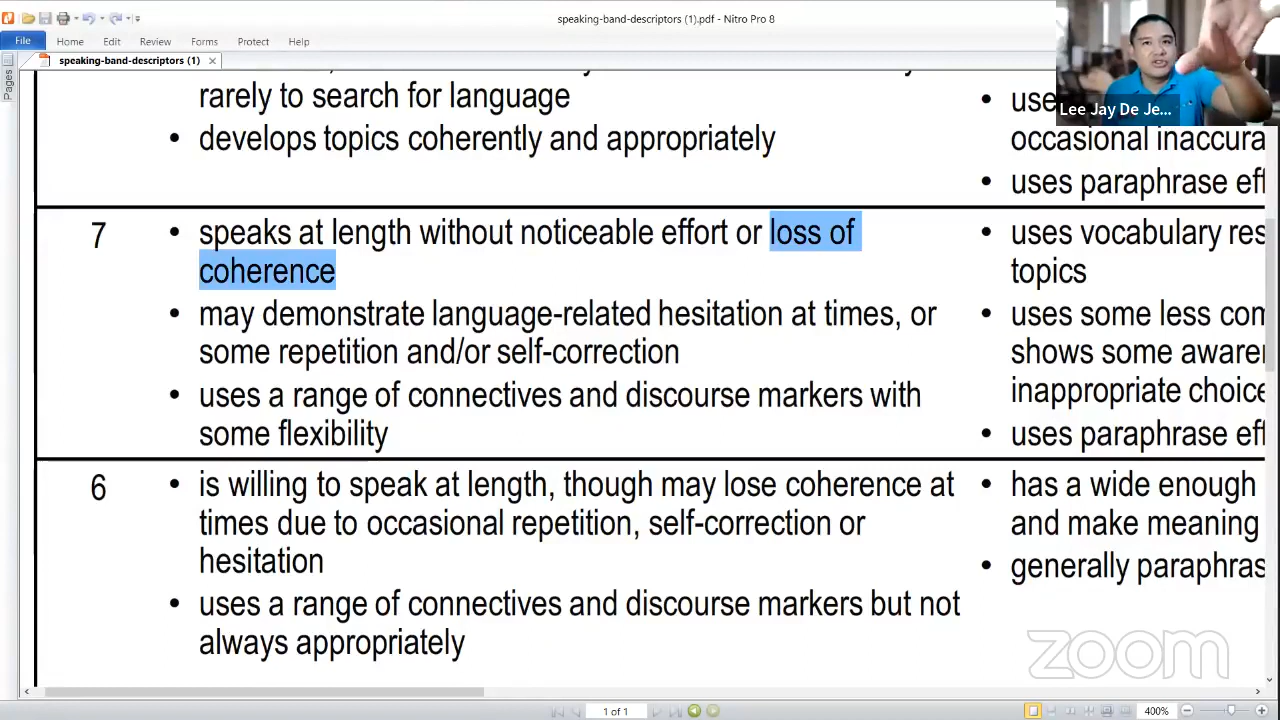 speaking-band-descriptors (1).pdf - Nitro Pro 8
File Home Edit Review Forms Protect Help
speaking-band-descriptors (1) ×
Pages
Lee Jay De Je...
rarely to search for language
• develops topics coherently and appropriately
• use
occasional inaccura
• uses paraphrase eff
7
• speaks at length without noticeable effort or loss of
coherence
• may demonstrate language-related hesitation at times, or
some repetition and/or self-correction
• uses a range of connectives and discourse markers with
some flexibility
• uses vocabulary res
topics
• uses some less com
shows some awarer
inappropriate choice
• uses paraphrase eff
6
• is willing to speak at length, though may lose coherence at
times due to occasional repetition, self-correction or
hesitation
• uses a range of connectives and discourse markers but not
always appropriately
• has a wide enough
and make meaning
• generally paraphras
zoom
1 of 1
400%